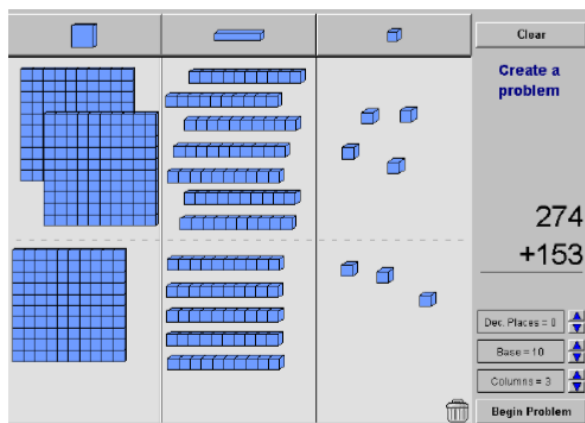 Clear
Create a
problem
274
+153
Dec. Places = 0
Base = 10
Columns = 3
Begin Problem